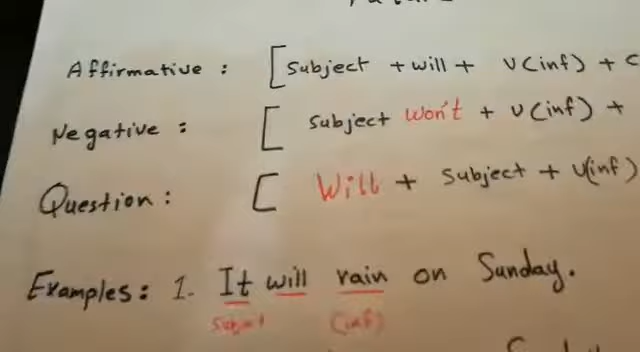 Affirmative : [ Subject + will + V(inf) + C
Negative : [ Subject won't + V(inf) +
Question : [ Will + Subject + V(inf)
Examples : 1. It will rain on Sunday.
Subject (inf)